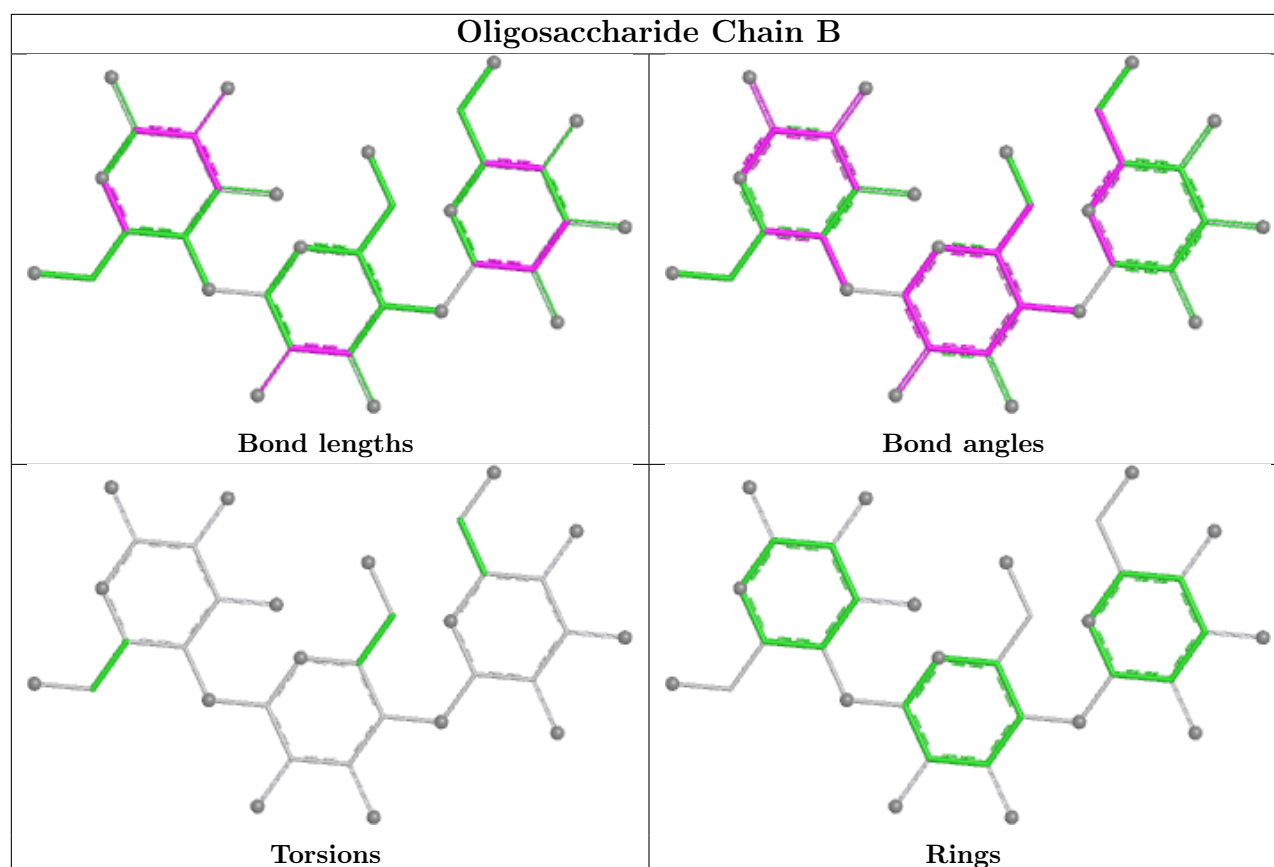 Oligosaccharide Chain B
Bond lengths
Bond angles
Torsions
Rings